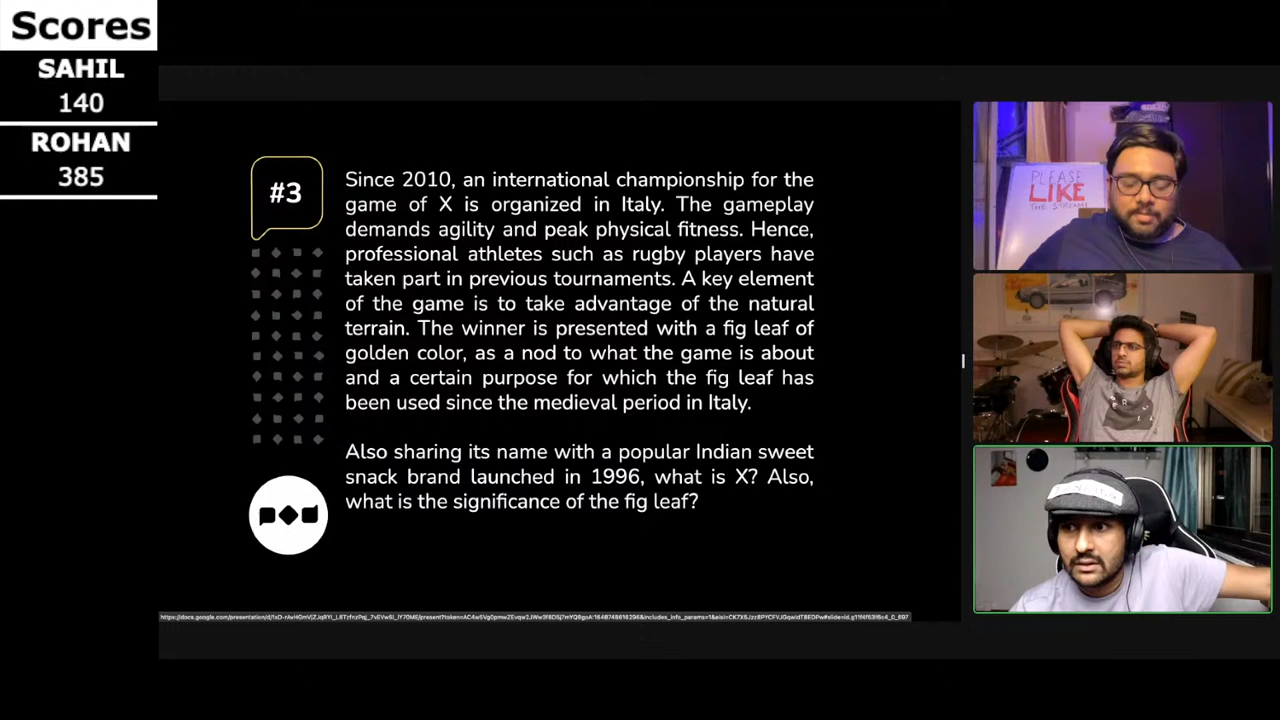 Scores
SAHIL
140
ROHAN
385
#3
Since 2010, an international championship for the
game of X is organized in Italy. The gameplay
demands agility and peak physical fitness. Hence,
professional athletes such as rugby players have
taken part in previous tournaments. A key element
of the game is to take advantage of the natural
terrain. The winner is presented with a fig leaf of
golden color, as a nod to what the game is about
and a certain purpose for which the fig leaf has
been used since the medieval period in Italy.
Also sharing its name with a popular Indian sweet
snack brand launched in 1996, what is X? Also,
what is the significance of the fig leaf?
PLEASE
LIKE
THE STREAM!